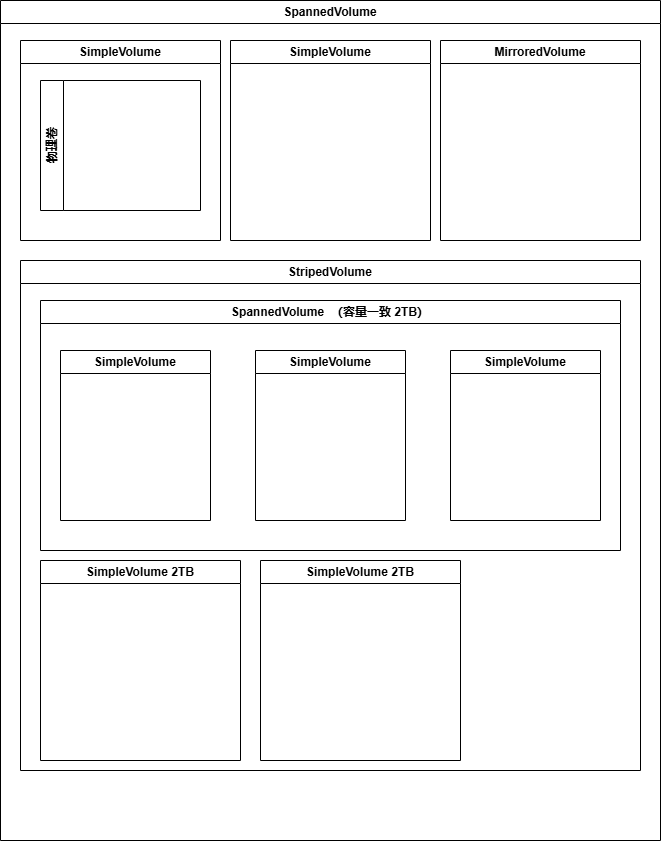 SpannedVolume
SimpleVolume
SimpleVolume
MirroredVolume
物理卷
StripedVolume
SpannedVolume (容量一致 2TB)
SimpleVolume
SimpleVolume
SimpleVolume
SimpleVolume 2TB
SimpleVolume 2TB